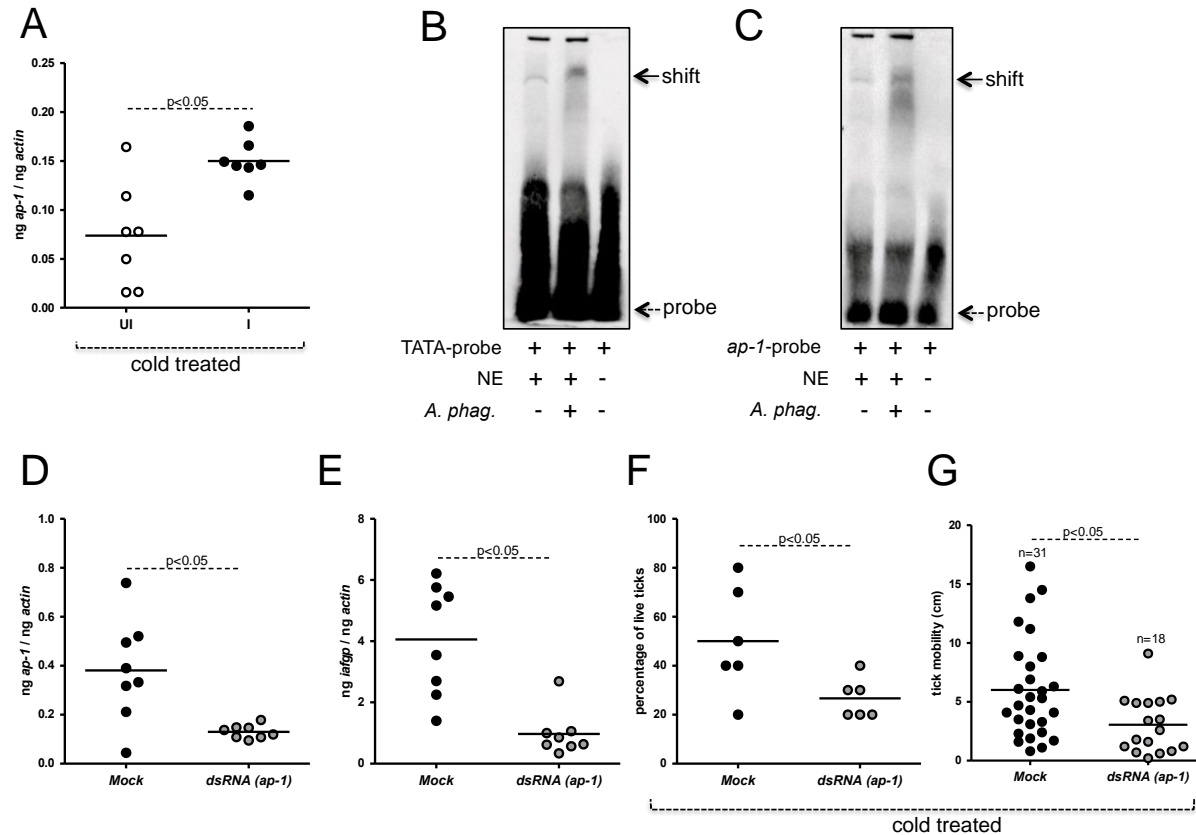 A
0.25
0.20
0.15
0.10
0.05
0.00
ng ap-1 / ng actin
p<0.05
UI I
cold treated
B
shift
probe
TATA-probe + + +
NE + + -
A. phag. - + -
C
shift
probe
ap-1-probe + + +
NE + + -
A. phag. - + -
D
1.0
0.8
0.6
0.4
0.2
0.0
ng ap-1 / ng actin
p<0.05
Mock dsRNA (ap-1)
E
8
6
4
2
0
ng iafgp / ng actin
p<0.05
Mock dsRNA (ap-1)
F
100
80
60
40
20
0
percentage of live ticks
p<0.05
Mock dsRNA (ap-1)
G
20
15
10
5
0
tick mobility (cm)
p<0.05
n=31
n=18
Mock dsRNA (ap-1)
cold treated